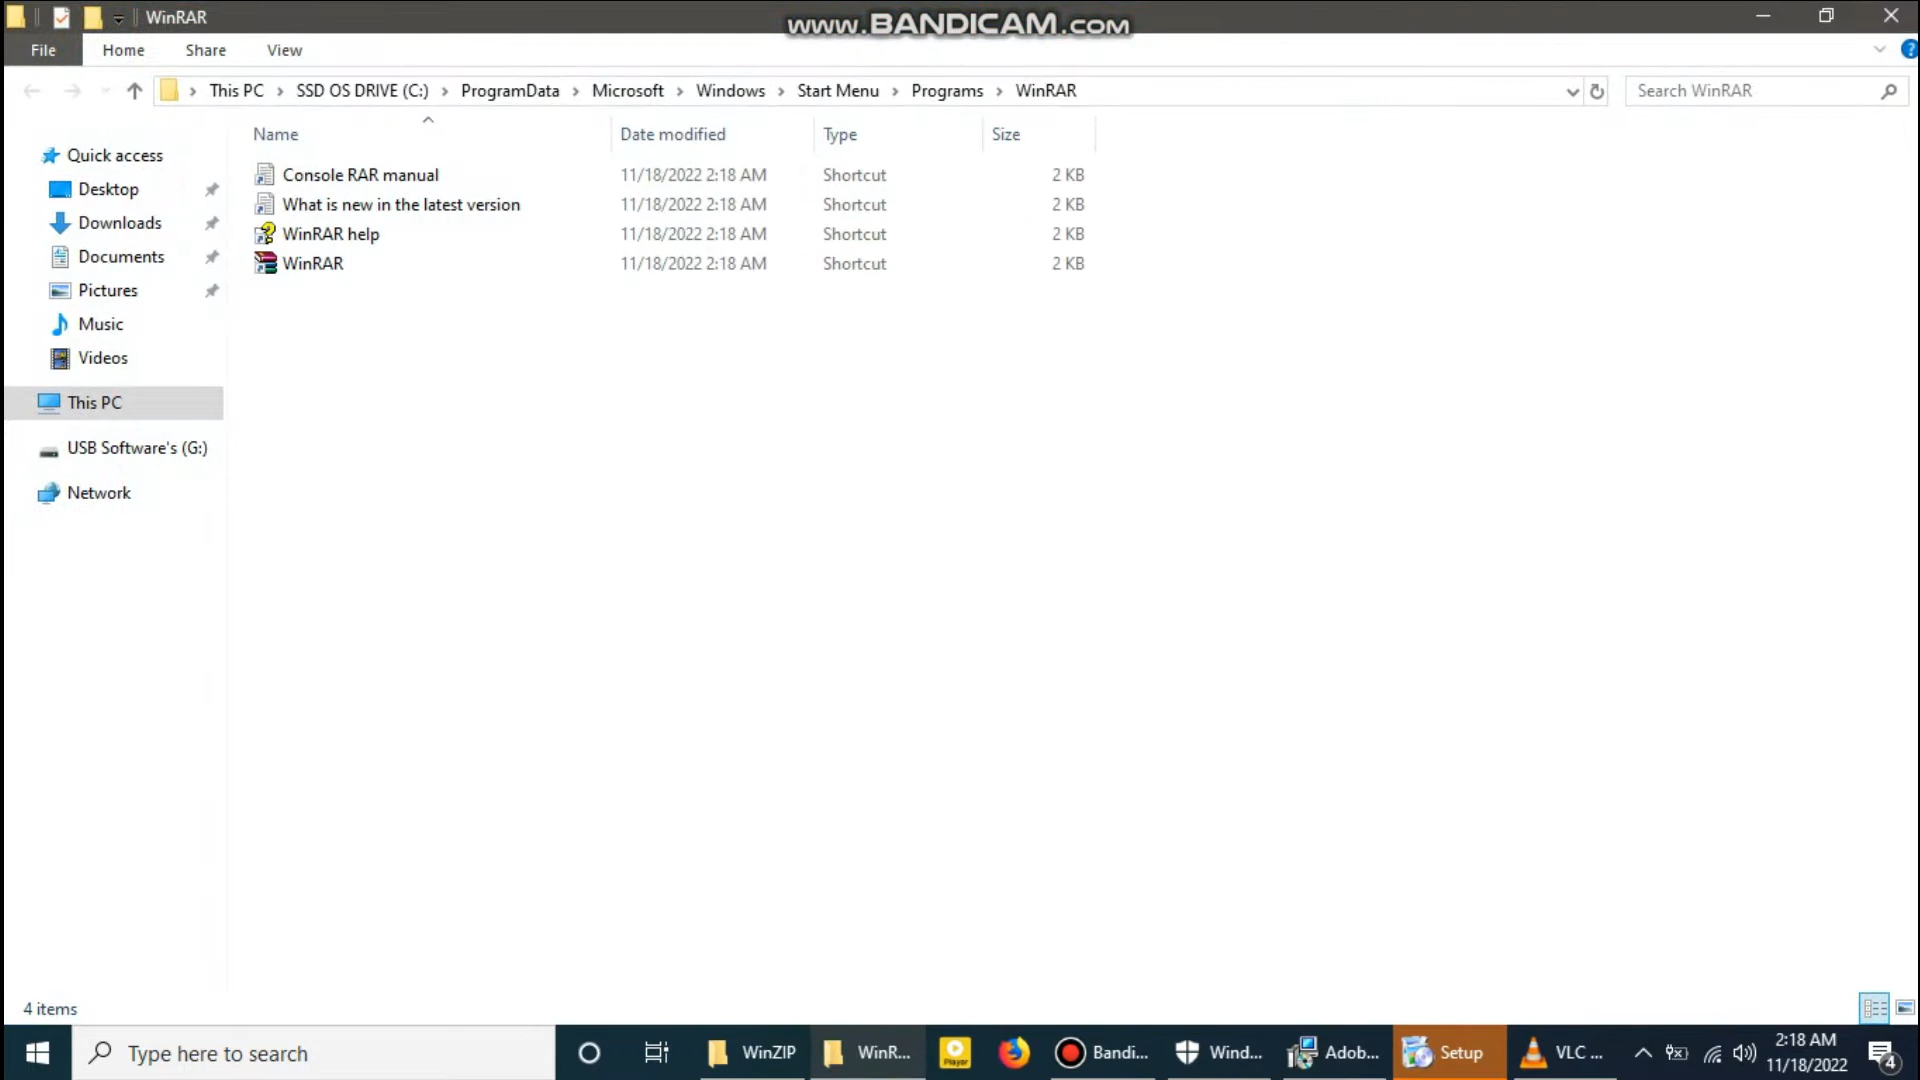 WinRAR
www.BANDICAM.com
File Home Share View
This PC SSD OS DRIVE (C:) ProgramData Microsoft Windows Start Menu Programs WinRAR
Search WinRAR
Name Date modified Type Size
Quick access
Desktop
Downloads
Documents
Pictures
Music
Videos
This PC
USB Software's (G:)
Network
Console RAR manual 11/18/2022 2:18 AM Shortcut 2 KB
What is new in the latest version 11/18/2022 2:18 AM Shortcut 2 KB
WinRAR help 11/18/2022 2:18 AM Shortcut 2 KB
WinRAR 11/18/2022 2:18 AM Shortcut 2 KB
4 items
Type here to search
WinZIP WinR... Player Bandi... Wind... Adob... Setup VLC ...
2:18 AM
11/18/2022
4